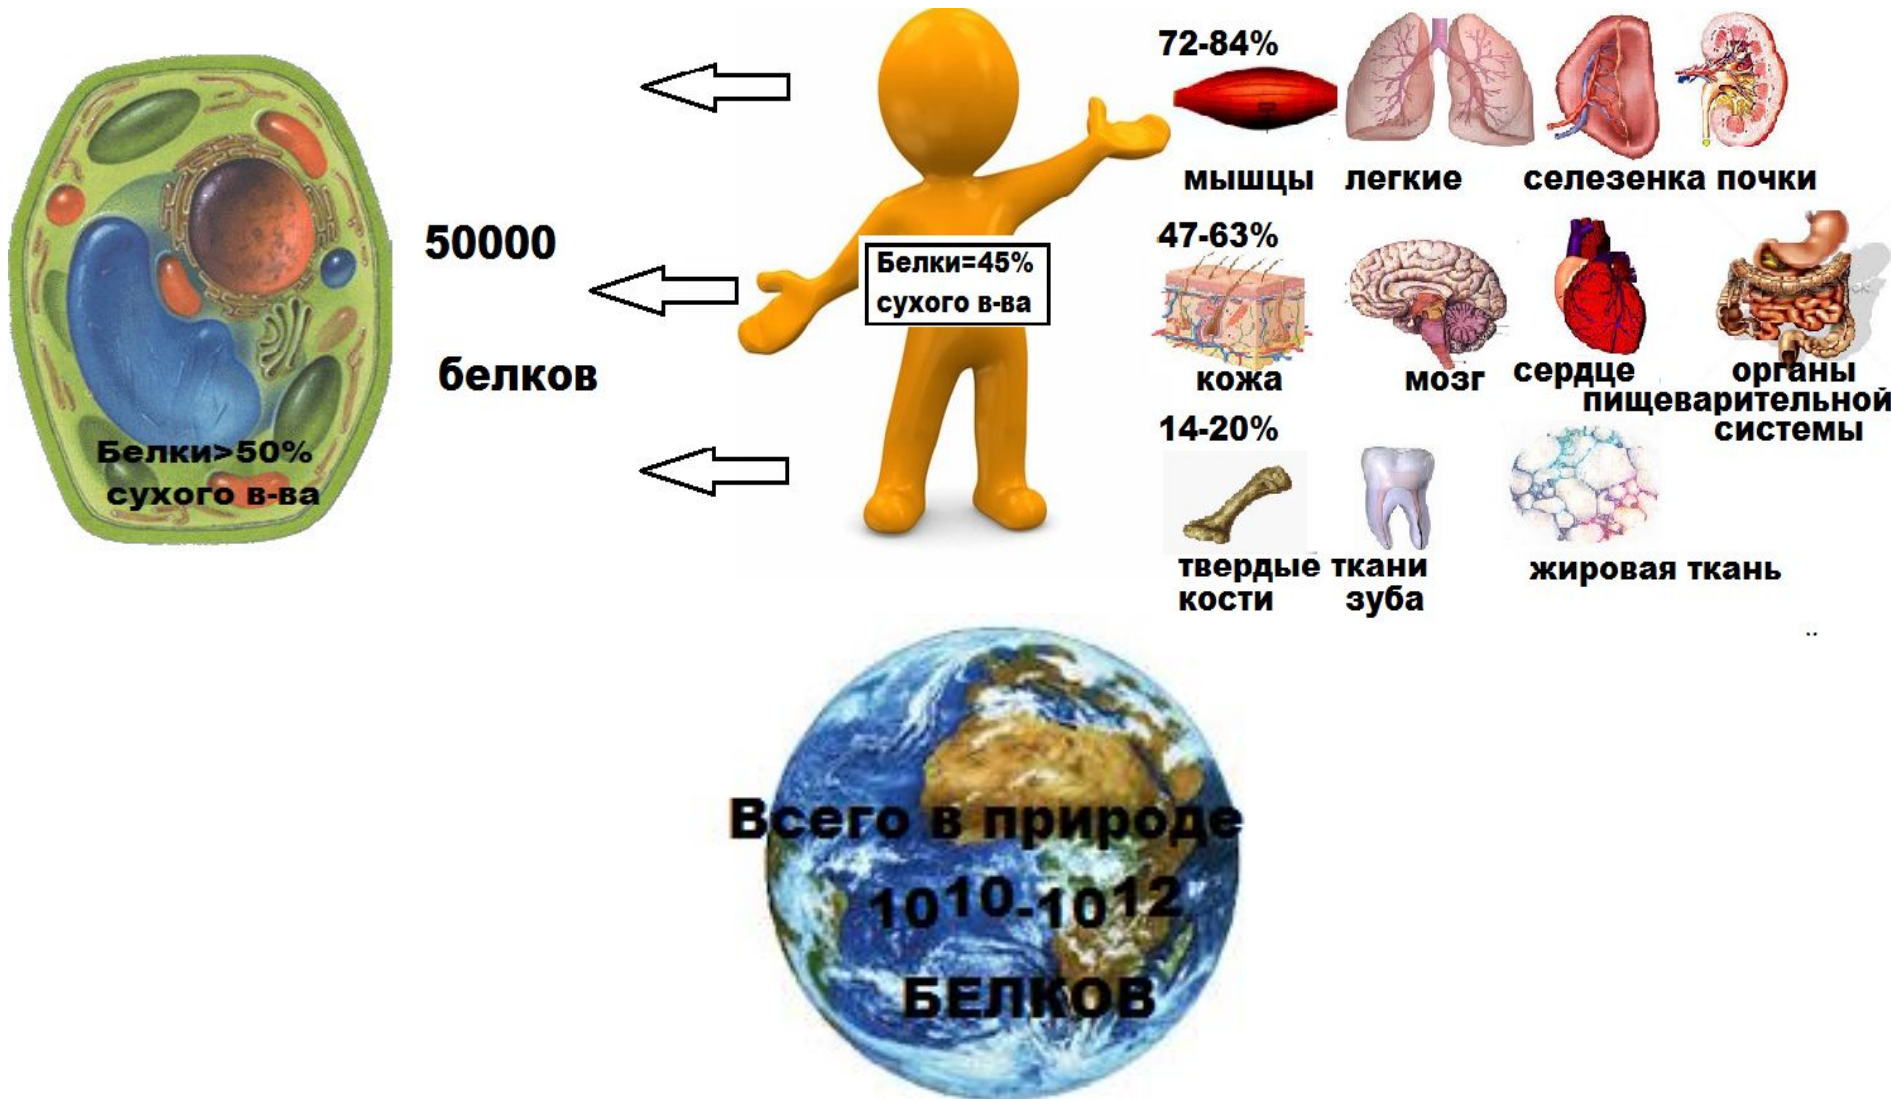 Белки>50%
сухого в-ва
50000
белков
Белки=45%
сухого в-ва
72-84%
мышцы легкие селезенка почки
47-63%
кожа мозг сердце органы
пищеварительной
системы
14-20%
твердые ткани жировая ткань
кости зуба
Всего в природе
10¹⁰-10¹²
БЕЛКОВ